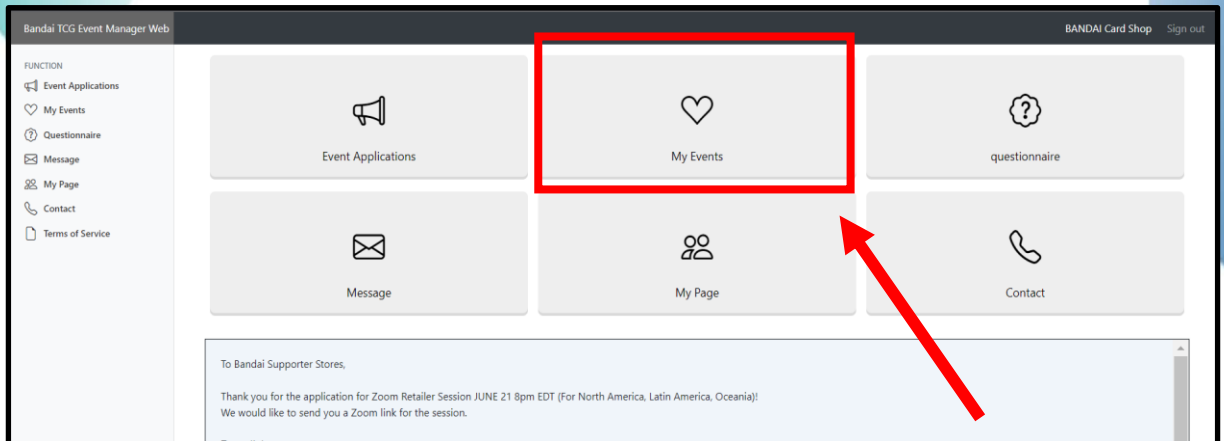 Bandai TCG Event Manager Web
BANDAI Card Shop Sign out
FUNCTION
Event Applications
My Events
Questionnaire
Message
My Page
Contact
Terms of Service
Event Applications
My Events
questionnaire
Message
My Page
Contact
To Bandai Supporter Stores,
Thank you for the application for Zoom Retailer Session JUNE 21 8pm EDT (For North America, Latin America, Oceania)!
We would like to send you a Zoom link for the session.